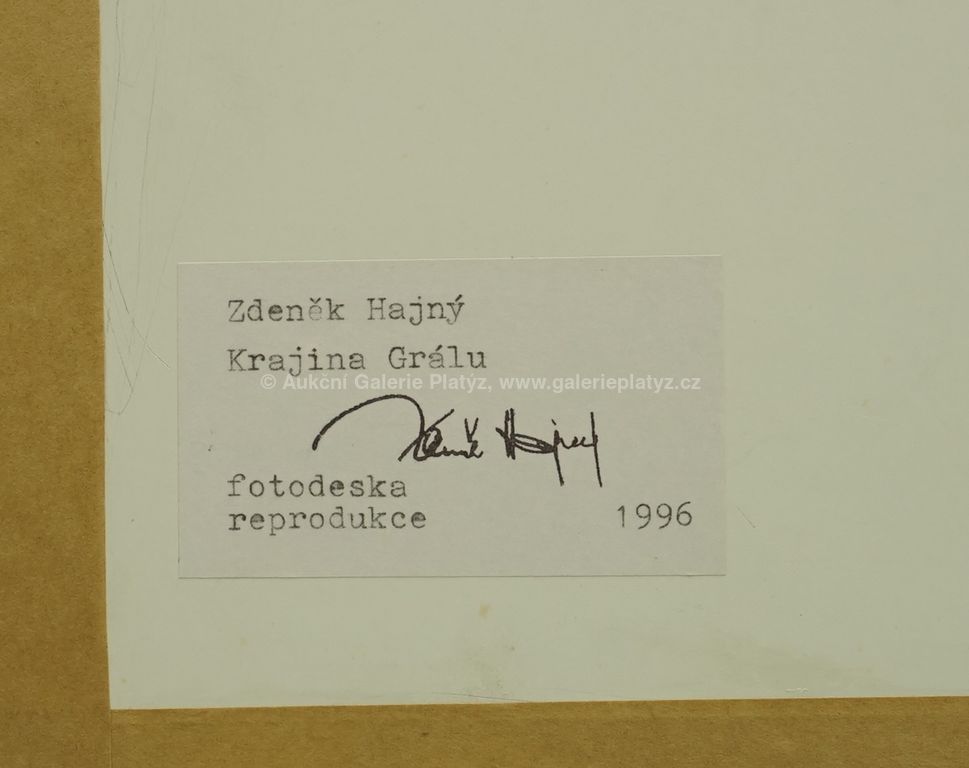 Zdeněk Hajný
Krajina Grálu
© Aukční Galerie Platýz, www.galerieplatyz.cz
Zdeněk Hajný
fotodeska
reprodukce 1996